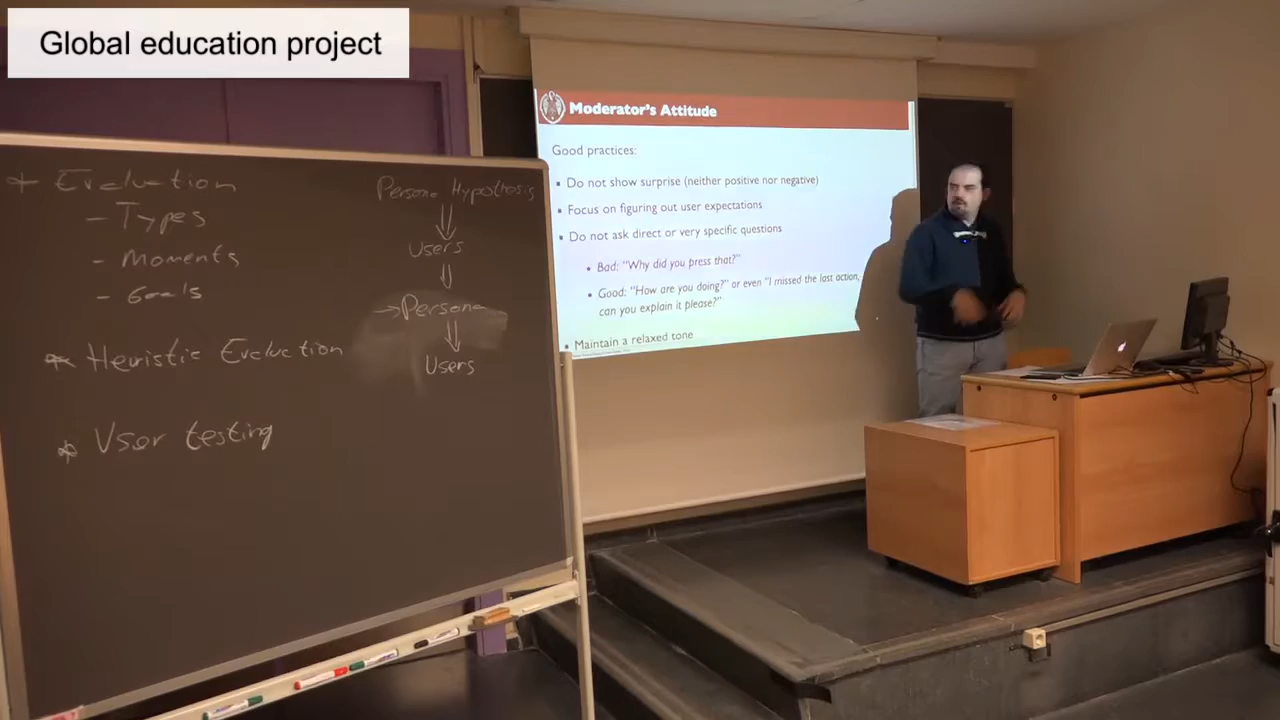 Global education project
* Evaluation
- Types
- Moments
- Goals
* Heuristic Evaluation
* User testing
Persona Hypothesis
Users
→Persona
Users
Moderator's Attitude
Good practices:
▪ Do not show surprise (neither positive nor negative)
▪ Focus on figuring out user expectations
▪ Do not ask direct or very specific questions
• Bad: "Why did you press that?"
• Good: "How are you doing?" or even "I missed the last action,
can you explain it please?"
▪ Maintain a relaxed tone